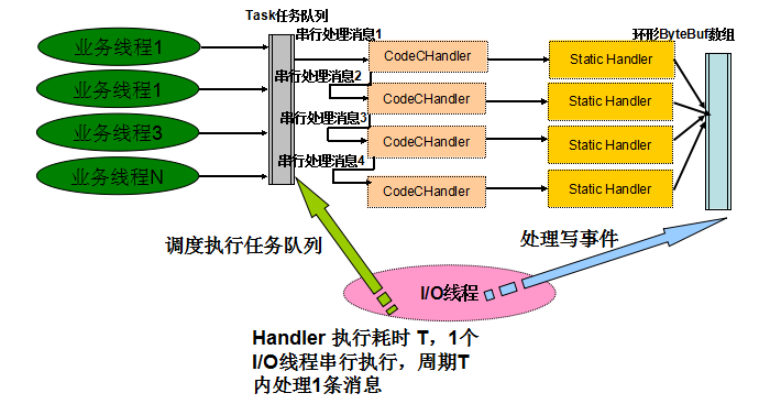 Task任务队列
环形ByteBuf数组
业务线程1
串行处理消息1
CodeCHandler
Static Handler
业务线程1
串行处理消息2
CodeCHandler
Static Handler
业务线程3
串行处理消息3
CodeCHandler
Static Handler
业务线程N
串行处理消息4
CodeCHandler
Static Handler
调度执行任务队列
处理写事件
I/O线程
Handler 执行耗时 T，1个
I/O线程串行执行，周期T
内处理1条消息